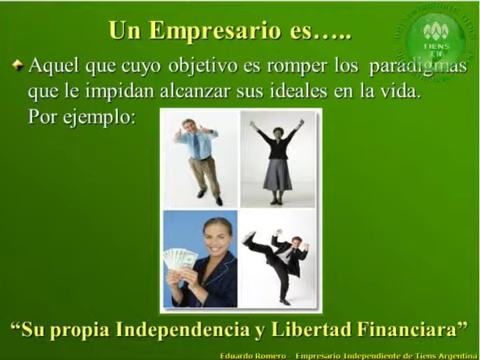 Un Empresario es…..
Aquel que cuyo objetivo es romper los paradigmas
que le impidan alcanzar sus ideales en la vida.
Por ejemplo:
“Su propia Independencia y Libertad Financiara”
Eduardo Romero - Empresario Independiente de Tiens Argentina
TIENS